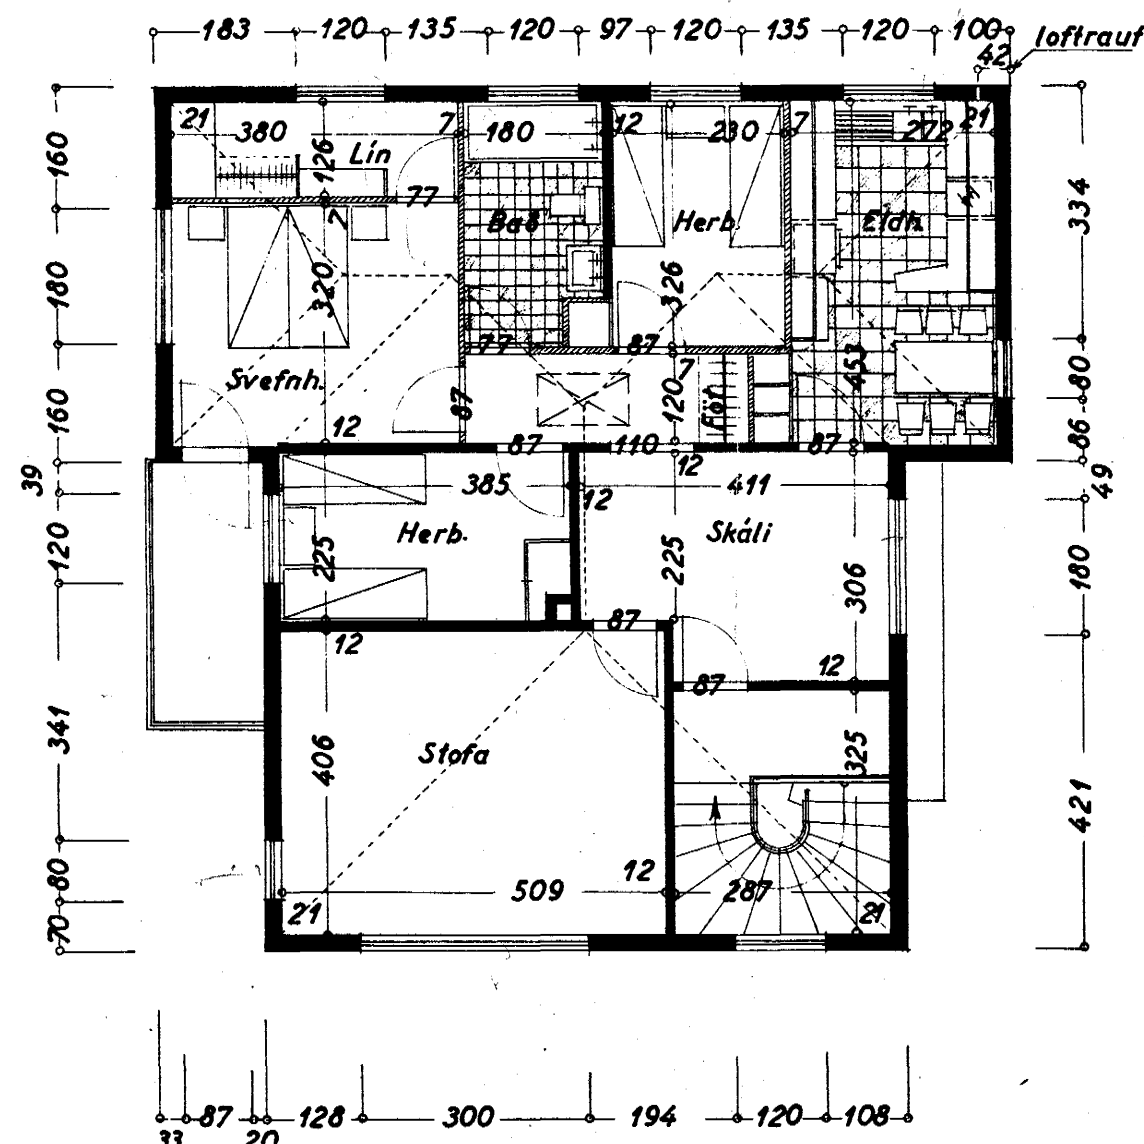 183 120 135 120 97 120 135 120 100
loftrauf
42
21 380 7 180 12 230 7 272 21
160 126 Lín
77
7 Bað Herb. Eldh.
334
180 320 326
77 87 7 453
Svefnh. 87 120 Föt 80
160 12 87 110 87 86
39 385 12 12 411 49
Herb. Skáli
120 225 225 306 180
87
12 12
87
341 406 Stofa 325 421
12
80 509 287
70 21 21
33 87 20 128 300 194 120 108